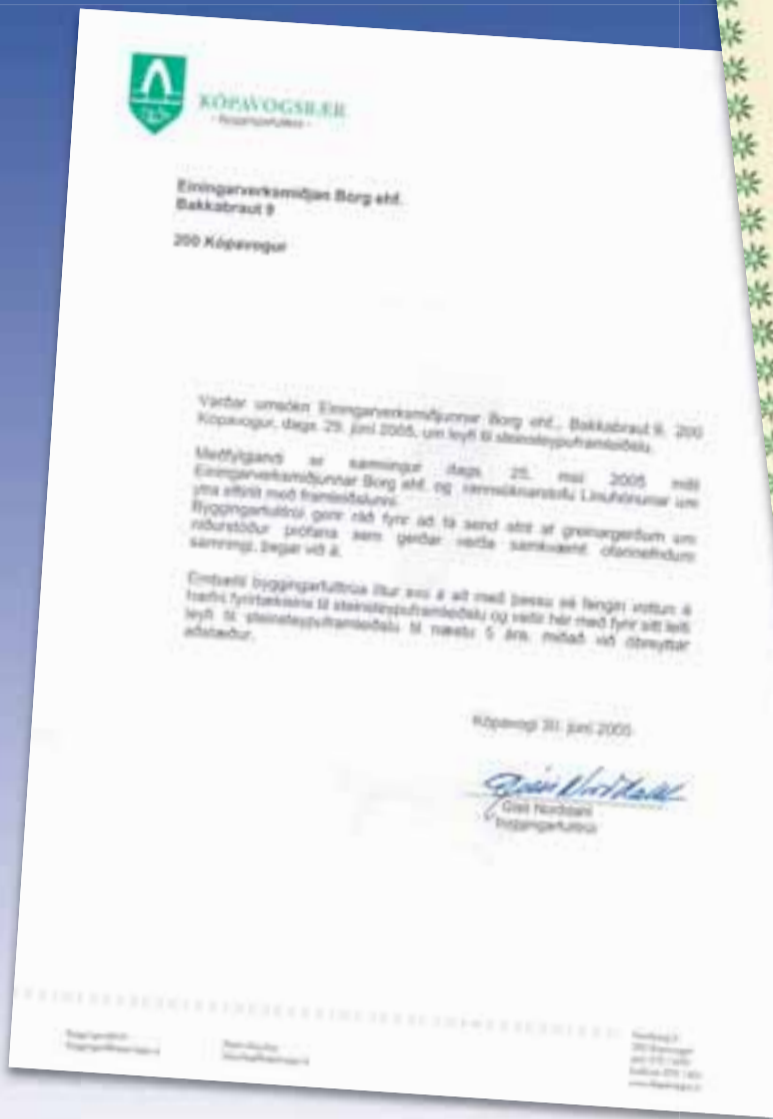 KÓPAVOGSBÆR
- Byggingarfulltrúi -
Einingarverksmiðjan Borg ehf.
Bakkabraut 9
200 Kópavogur
Varðar umsókn Einingarverksmiðjunnar Borg ehf., Bakkabraut 9, 200
Kópavogur, dags. 29. júní 2005, um leyfi til steinsteypuframleiðslu.
Meðfylgjandi er samningur dags. 25. maí 2005 milli
Einingarverksmiðjunnar Borg ehf. og rannsóknarstofu Línuhönnunar um
ytra eftirlit með framleiðslunni.
Byggingarfulltrúi gerir ráð fyrir að fá send afrit af greinargerðum um
niðurstöður prófana sem gerðar verða samkvæmt ofannefndum
samningi, þegar við á.
Embætti byggingarfulltrúa lítur svo á að með þessu sé fengin vottun á
hæfni fyrirtækisins til steinsteypuframleiðslu og veitir hér með fyrir sitt leiti
leyfi til steinsteypuframleiðslu til næstu 5 ára, miðað við óbreyttar
aðstæður.
Kópavogi 30. júní 2005
Gísli Norðdahl
byggingarfulltrúi